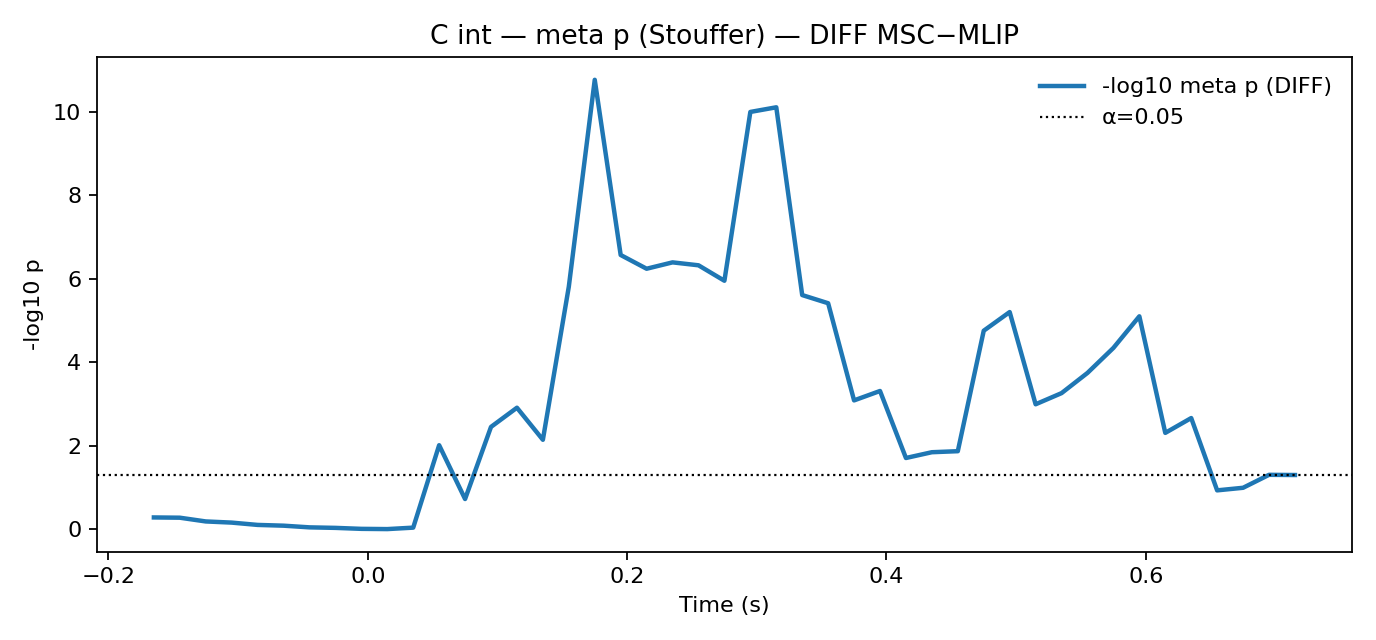 C int — meta p (Stouffer) — DIFF MSC−MLIP
-log10 meta p (DIFF)
α=0.05
-log10 p
10
8
6
4
2
0
−0.2
0.0
0.2
0.4
0.6
Time (s)